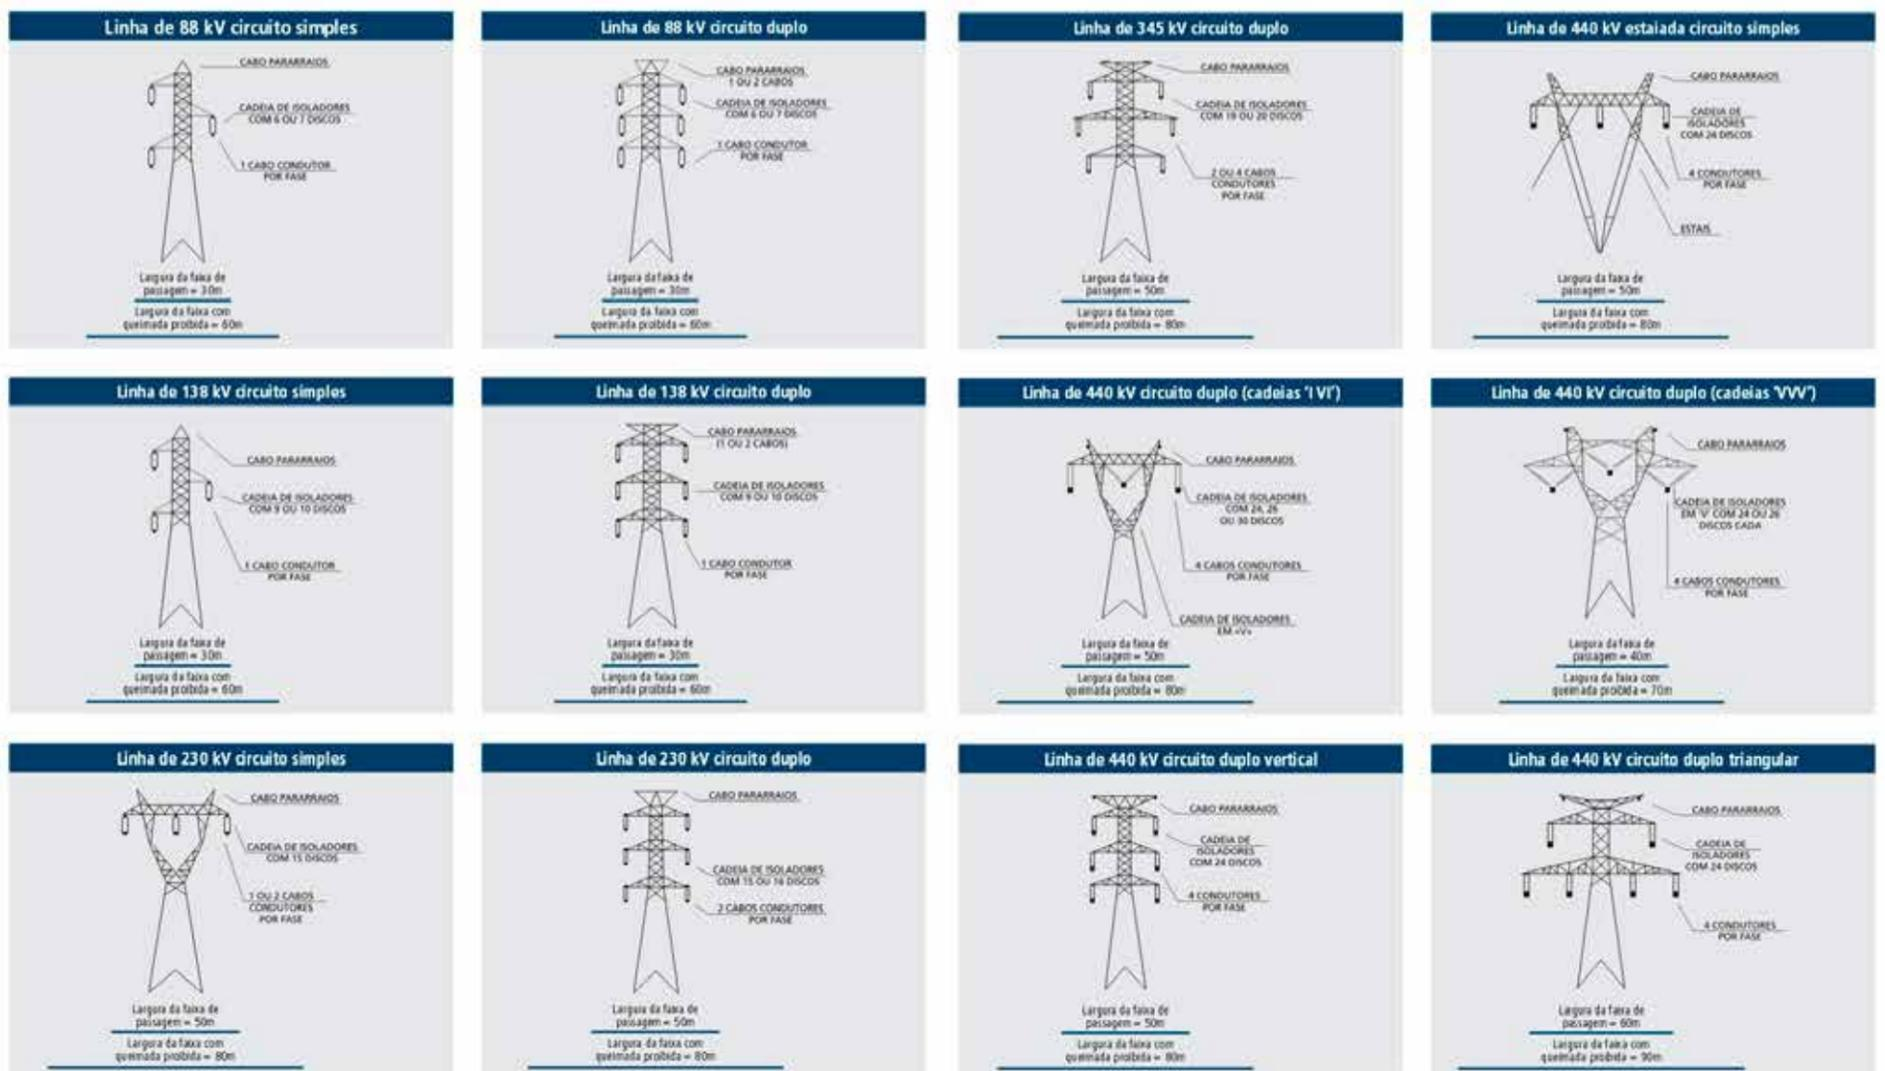 Linha de 88 kV circuito simples
CABO PARARRAIOS
CADEIA DE ISOLADORES
COM 6 OU 7 DISCOS
1 CABO CONDUTOR
POR FASE
Largura da faixa de
passagem = 30m
Largura da faixa com
queimada proibida = 60m
Linha de 88 kV circuito duplo
CABO PARARRAIOS
1 OU 2 CABOS
CADEIA DE ISOLADORES
COM 6 OU 7 DISCOS
1 CABO CONDUTOR
POR FASE
Largura da faixa de
passagem = 30m
Largura da faixa com
queimada proibida = 60m
Linha de 345 kV circuito duplo
CABO PARARRAIOS
CADEIA DE ISOLADORES
COM 19 OU 20 DISCOS
2 OU 4 CABOS
CONDUTORES
POR FASE
Largura da faixa de
passagem = 50m
Largura da faixa com
queimada proibida = 80m
Linha de 440 kV estaiada circuito simples
CABO PARARRAIOS
CADEIA DE
ISOLADORES
COM 24 DISCOS
4 CONDUTORES
POR FASE
ESTAIS
Largura da faixa de
passagem = 50m
Largura da faixa com
queimada proibida = 80m
Linha de 138 kV circuito simples
CABO PARARRAIOS
CADEIA DE ISOLADORES
COM 9 OU 10 DISCOS
1 CABO CONDUTOR
POR FASE
Largura da faixa de
passagem = 30m
Largura da faixa com
queimada proibida = 60m
Linha de 138 kV circuito duplo
CABO PARARRAIOS
(1 OU 2 CABOS)
CADEIA DE ISOLADORES
COM 9 OU 10 DISCOS
1 CABO CONDUTOR
POR FASE
Largura da faixa de
passagem = 30m
Largura da faixa com
queimada proibida = 60m
Linha de 440 kV circuito duplo (cadeias 'I VI')
CABO PARARRAIOS
CADEIA DE ISOLADORES
COM 24, 26
OU 30 DISCOS
4 CABOS CONDUTORES
POR FASE
CADEIA DE ISOLADORES
EM «V»
Largura da faixa de
passagem = 50m
Largura da faixa com
queimada proibida = 80m
Linha de 440 kV circuito duplo (cadeias 'VVV')
CABO PARARRAIOS
CADEIA DE ISOLADORES
EM 'V' COM 24 OU 26
DISCOS CADA
4 CABOS CONDUTORES
POR FASE
Largura da faixa de
passagem = 40m
Largura da faixa com
queimada proibida = 70m
Linha de 230 kV circuito simples
CABO PARARRAIOS
CADEIA DE ISOLADORES
COM 15 DISCOS
1 OU 2 CABOS
CONDUTORES
POR FASE
Largura da faixa de
passagem = 50m
Largura da faixa com
queimada proibida = 80m
Linha de 230 kV circuito duplo
CABO PARARRAIOS
CADEIA DE ISOLADORES
COM 15 OU 16 DISCOS
2 CABOS CONDUTORES
POR FASE
Largura da faixa de
passagem = 50m
Largura da faixa com
queimada proibida = 80m
Linha de 440 kV circuito duplo vertical
CABO PARARRAIOS
CADEIA DE
ISOLADORES
COM 24 DISCOS
4 CONDUTORES
POR FASE
Largura da faixa de
passagem = 50m
Largura da faixa com
queimada proibida = 80m
Linha de 440 kV circuito duplo triangular
CABO PARARRAIOS
CADEIA DE
ISOLADORES
COM 24 DISCOS
4 CONDUTORES
POR FASE
Largura da faixa de
passagem = 60m
Largura da faixa com
queimada proibida = 90m